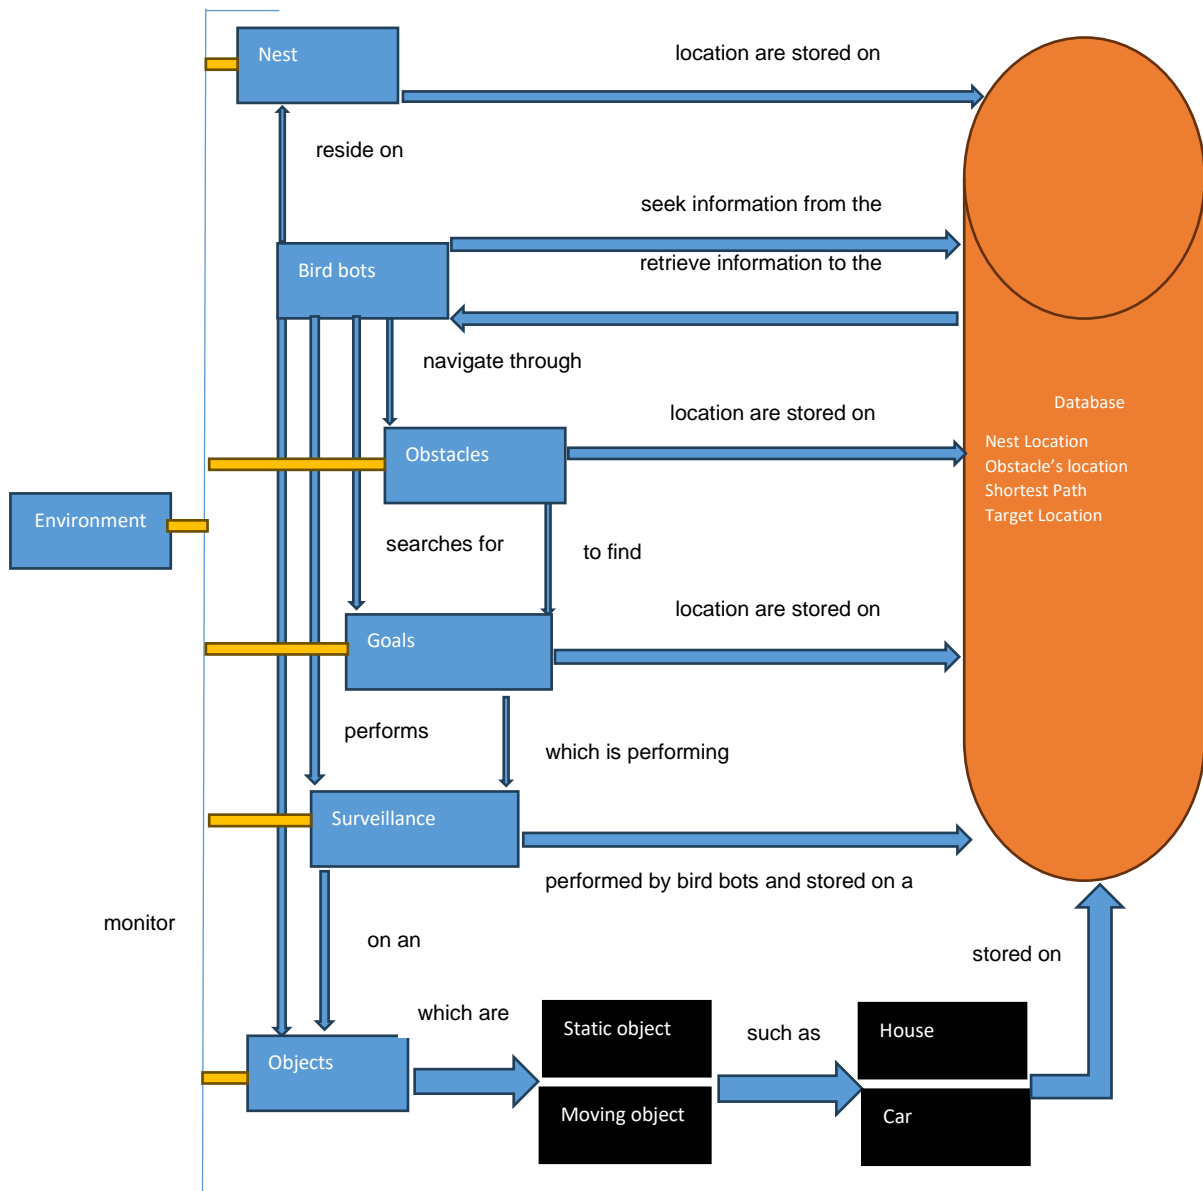 Nest
location are stored on
reside on
seek information from the
Bird bots
retrieve information to the
navigate through
Database
location are stored on
Nest Location
Obstacles
Obstacle’s location
Shortest Path
Target Location
Environment
searches for
to find
location are stored on
Goals
performs
which is performing
Surveillance
performed by bird bots and stored on a
monitor
on an
stored on
which are
Static object
such as
House
Objects
Moving object
Car